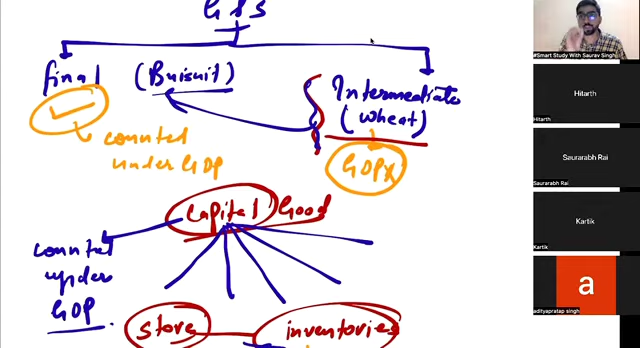 G & S
final (Buisuit) Intermediate
(wheat)
counted
under GDP
GDPX
Capital Good
counted
under
GDP
store inventories
#Smart Study With Saurav Singh
Hitarth
Hitarth
Saurarabh Rai
Saurarabh Rai
Kartik
Kartik
a
adityapratap singh